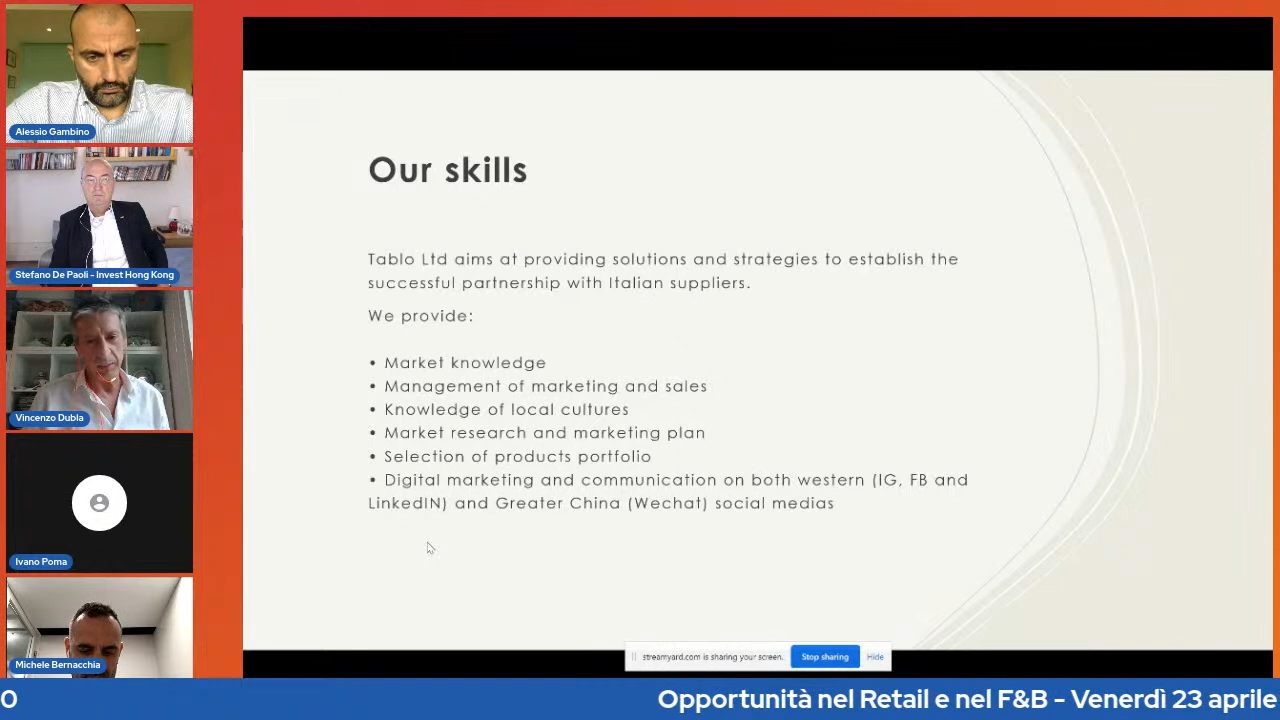 Alessio Gambino
Stefano De Paoli - Invest Hong Kong
Vincenzo Dubla
Ivano Poma
Michele Bernacchia
Our skills
Tablo Ltd aims at providing solutions and strategies to establish the
successful partnership with Italian suppliers.
We provide:
• Market knowledge
• Management of marketing and sales
• Knowledge of local cultures
• Market research and marketing plan
• Selection of products portfolio
• Digital marketing and communication on both western (IG, FB and
LinkedIN) and Greater China (Wechat) social medias
streamyard.com is sharing your screen.
Stop sharing
Hide
0 Opportunità nel Retail e nel F&B - Venerdì 23 aprile